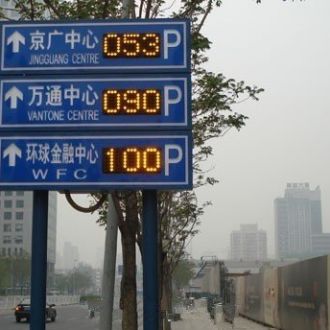 京广中心 053 P
JINGGUANG CENTRE
万通中心 090 P
VANTONE CENTRE
环球金融中心 100 P
WFC